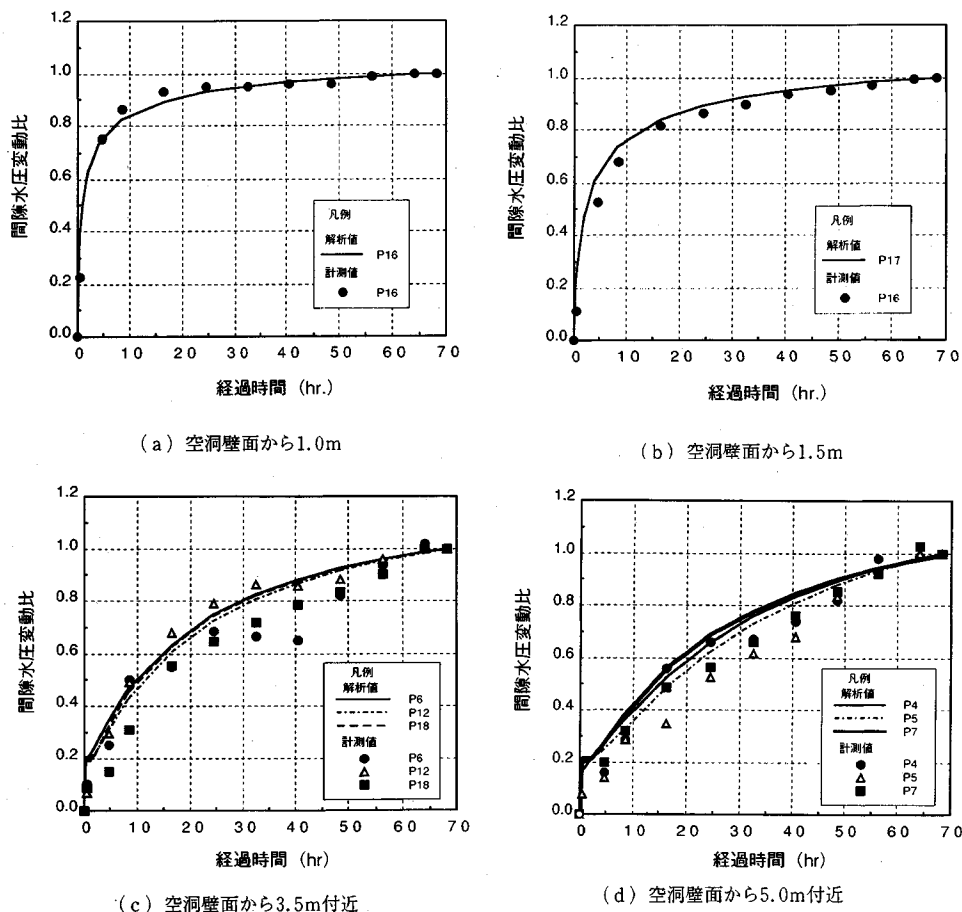 間隙水圧変動比
1.2
1.0
0.8
0.6
0.4
0.2
0.0
凡例
解析値
P16
計測値
P16
0 10 20 30 40 50 60 70
経過時間 (hr.)
(a) 空洞壁面から1.0m
間隙水圧変動比
1.2
1.0
0.8
0.6
0.4
0.2
0.0
凡例
解析値
P17
計測値
P16
0 10 20 30 40 50 60 70
経過時間 (hr.)
(b) 空洞壁面から1.5m
間隙水圧変動比
1.2
1.0
0.8
0.6
0.4
0.2
0.0
凡例
解析値
P6
P12
P18
計測値
P6
P12
P18
0 10 20 30 40 50 60 70
経過時間 (hr)
(c) 空洞壁面から3.5m付近
間隙水圧変動比
1.2
1.0
0.8
0.6
0.4
0.2
0.0
凡例
解析値
P4
P5
P7
計測値
P4
P5
P7
0 10 20 30 40 50 60 70
経過時間 (hr)
(d) 空洞壁面から5.0m付近